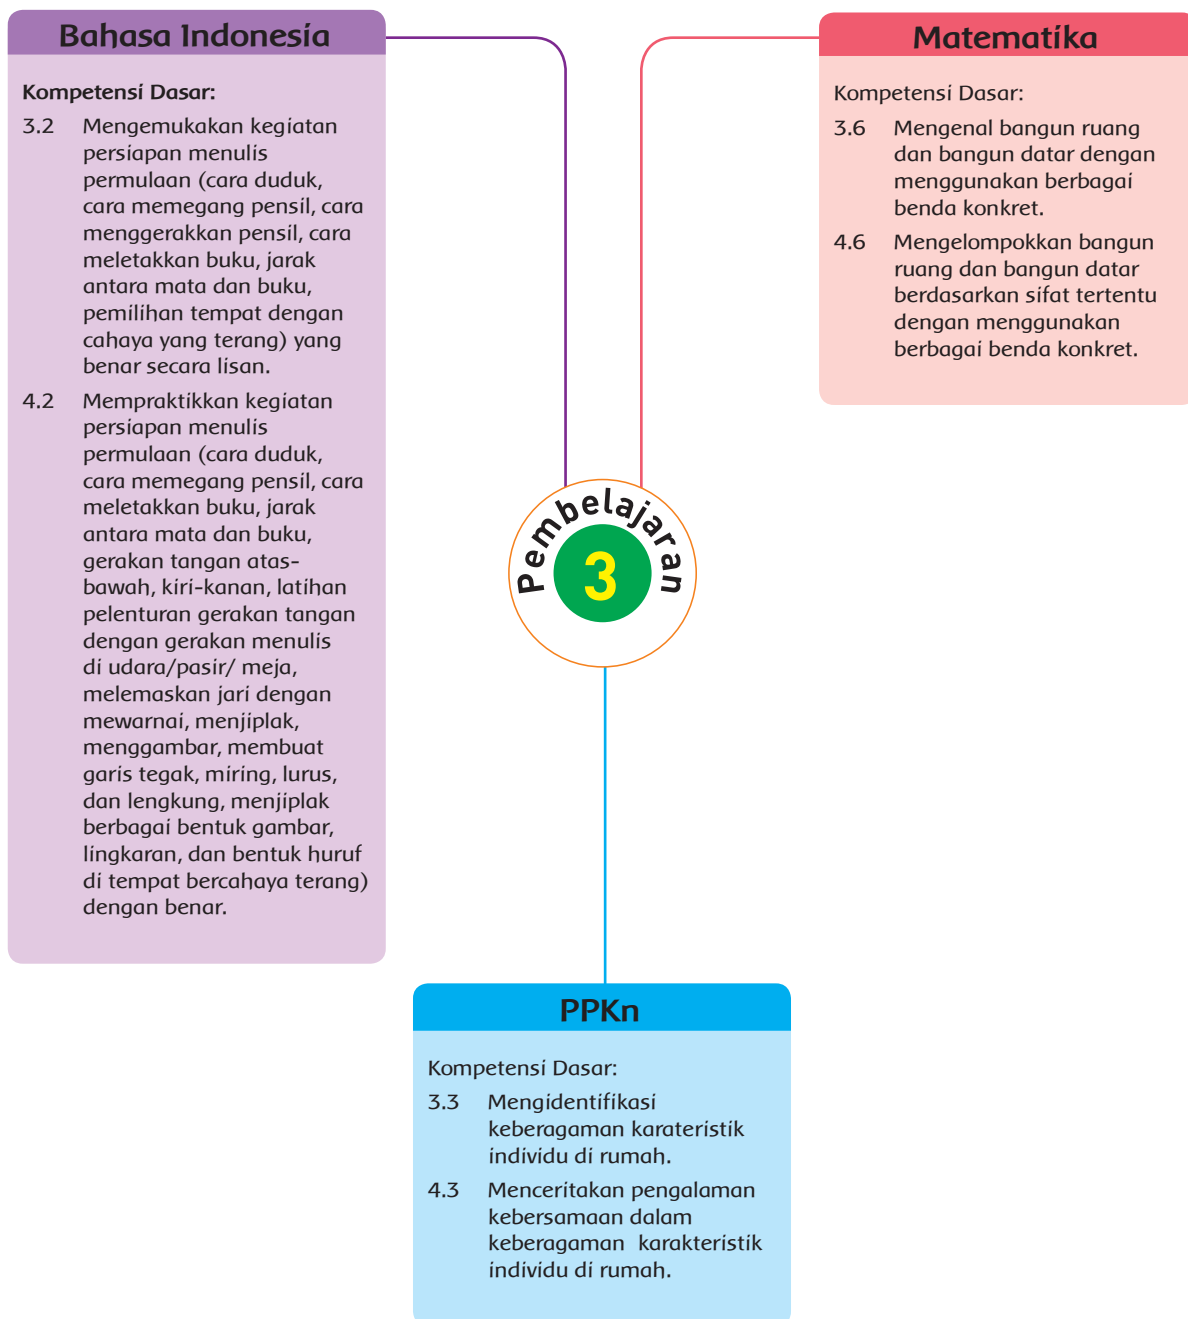 Bahasa Indonesia
Kompetensi Dasar:
3.2 Mengemukakan kegiatan
persiapan menulis
permulaan (cara duduk,
cara memegang pensil, cara
menggerakkan pensil, cara
meletakkan buku, jarak
antara mata dan buku,
pemilihan tempat dengan
cahaya yang terang) yang
benar secara lisan.
4.2 Mempraktikkan kegiatan
persiapan menulis
permulaan (cara duduk,
cara memegang pensil, cara
meletakkan buku, jarak
antara mata dan buku,
gerakan tangan atas-
bawah, kiri-kanan, latihan
pelenturan gerakan tangan
dengan gerakan menulis
di udara/pasir/ meja,
melemaskan jari dengan
mewarnai, menjiplak,
menggambar, membuat
garis tegak, miring, lurus,
dan lengkung, menjiplak
berbagai bentuk gambar,
lingkaran, dan bentuk huruf
di tempat bercahaya terang)
dengan benar.
Matematika
Kompetensi Dasar:
3.6 Mengenal bangun ruang
dan bangun datar dengan
menggunakan berbagai
benda konkret.
4.6 Mengelompokkan bangun
ruang dan bangun datar
berdasarkan sifat tertentu
dengan menggunakan
berbagai benda konkret.
Pembelajaran
3
PPKn
Kompetensi Dasar:
3.3 Mengidentifikasi
keberagaman karateristik
individu di rumah.
4.3 Menceritakan pengalaman
kebersamaan dalam
keberagaman karakteristik
individu di rumah.